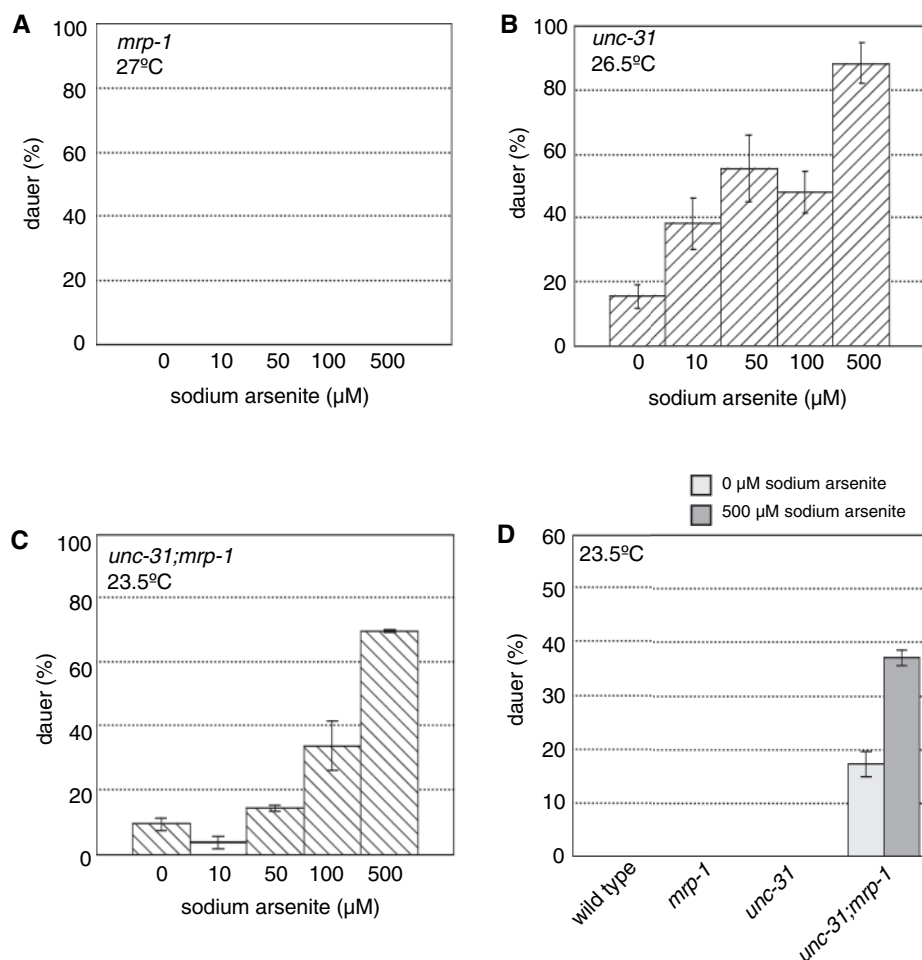 A
mrp-1
27ºC
100
80
60
40
20
0
dauer (%)
0 10 50 100 500
sodium arsenite (µM)
B
unc-31
26.5ºC
100
80
60
40
20
0
dauer (%)
0 10 50 100 500
sodium arsenite (µM)
C
unc-31;mrp-1
23.5ºC
100
80
60
40
20
0
dauer (%)
0 10 50 100 500
sodium arsenite (µM)
0 µM sodium arsenite
500 µM sodium arsenite
D
23.5ºC
60
50
40
30
20
10
0
dauer (%)
wild type
mrp-1
unc-31
unc-31;mrp-1